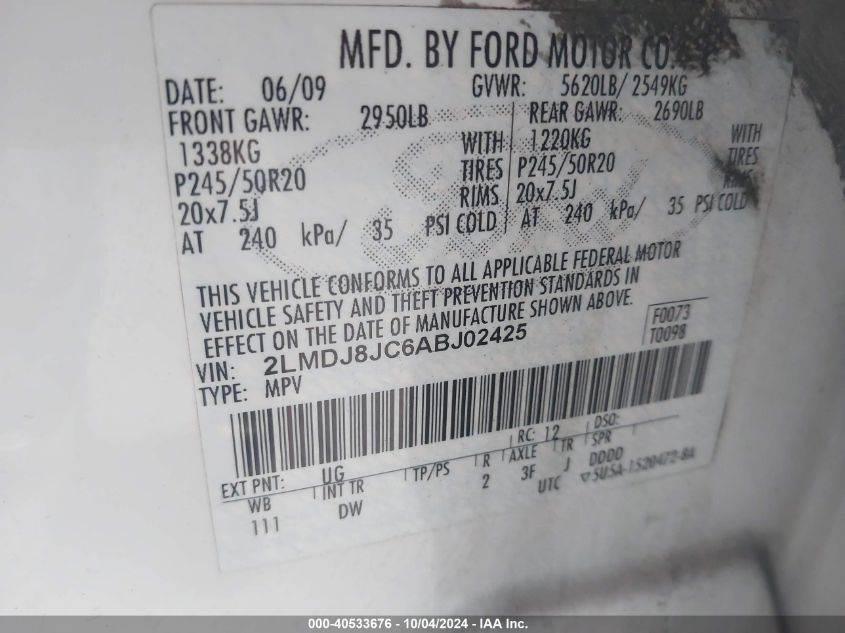 MFD. BY FORD MOTOR CO.
DATE: 06/09 GVWR: 5620LB/ 2549KG
FRONT GAWR: 2950LB REAR GAWR: 2690LB
1338KG WITH 1220KG WITH
P245/50R20 TIRES P245/50R20 TIRES
20x7.5J RIMS 20x7.5J RIMS
AT 240 kPa/ 35 PSI COLD AT 240 kPa/ 35 PSI COLD
THIS VEHICLE CONFORMS TO ALL APPLICABLE FEDERAL MOTOR
VEHICLE SAFETY AND THEFT PREVENTION STANDARDS IN
EFFECT ON THE DATE OF MANUFACTURE SHOWN ABOVE.
F0073
VIN: 2LMDJ8JC6ABJ02425 T0098
TYPE: MPV
EXT PNT: UG RC: 12 DSO:
WB INT TR TP/PS R AXLE TR SPR
111 DW 2 3F J DDDD
UTC 5U5A-1520472-BA
000-40533676 - 10/04/2024 - IAA Inc.